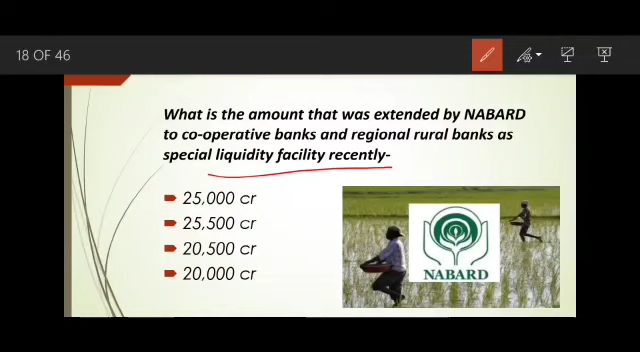 18 OF 46
What is the amount that was extended by NABARD
to co-operative banks and regional rural banks as
special liquidity facility recently-
25,000 cr
25,500 cr
20,500 cr
20,000 cr
NABARD